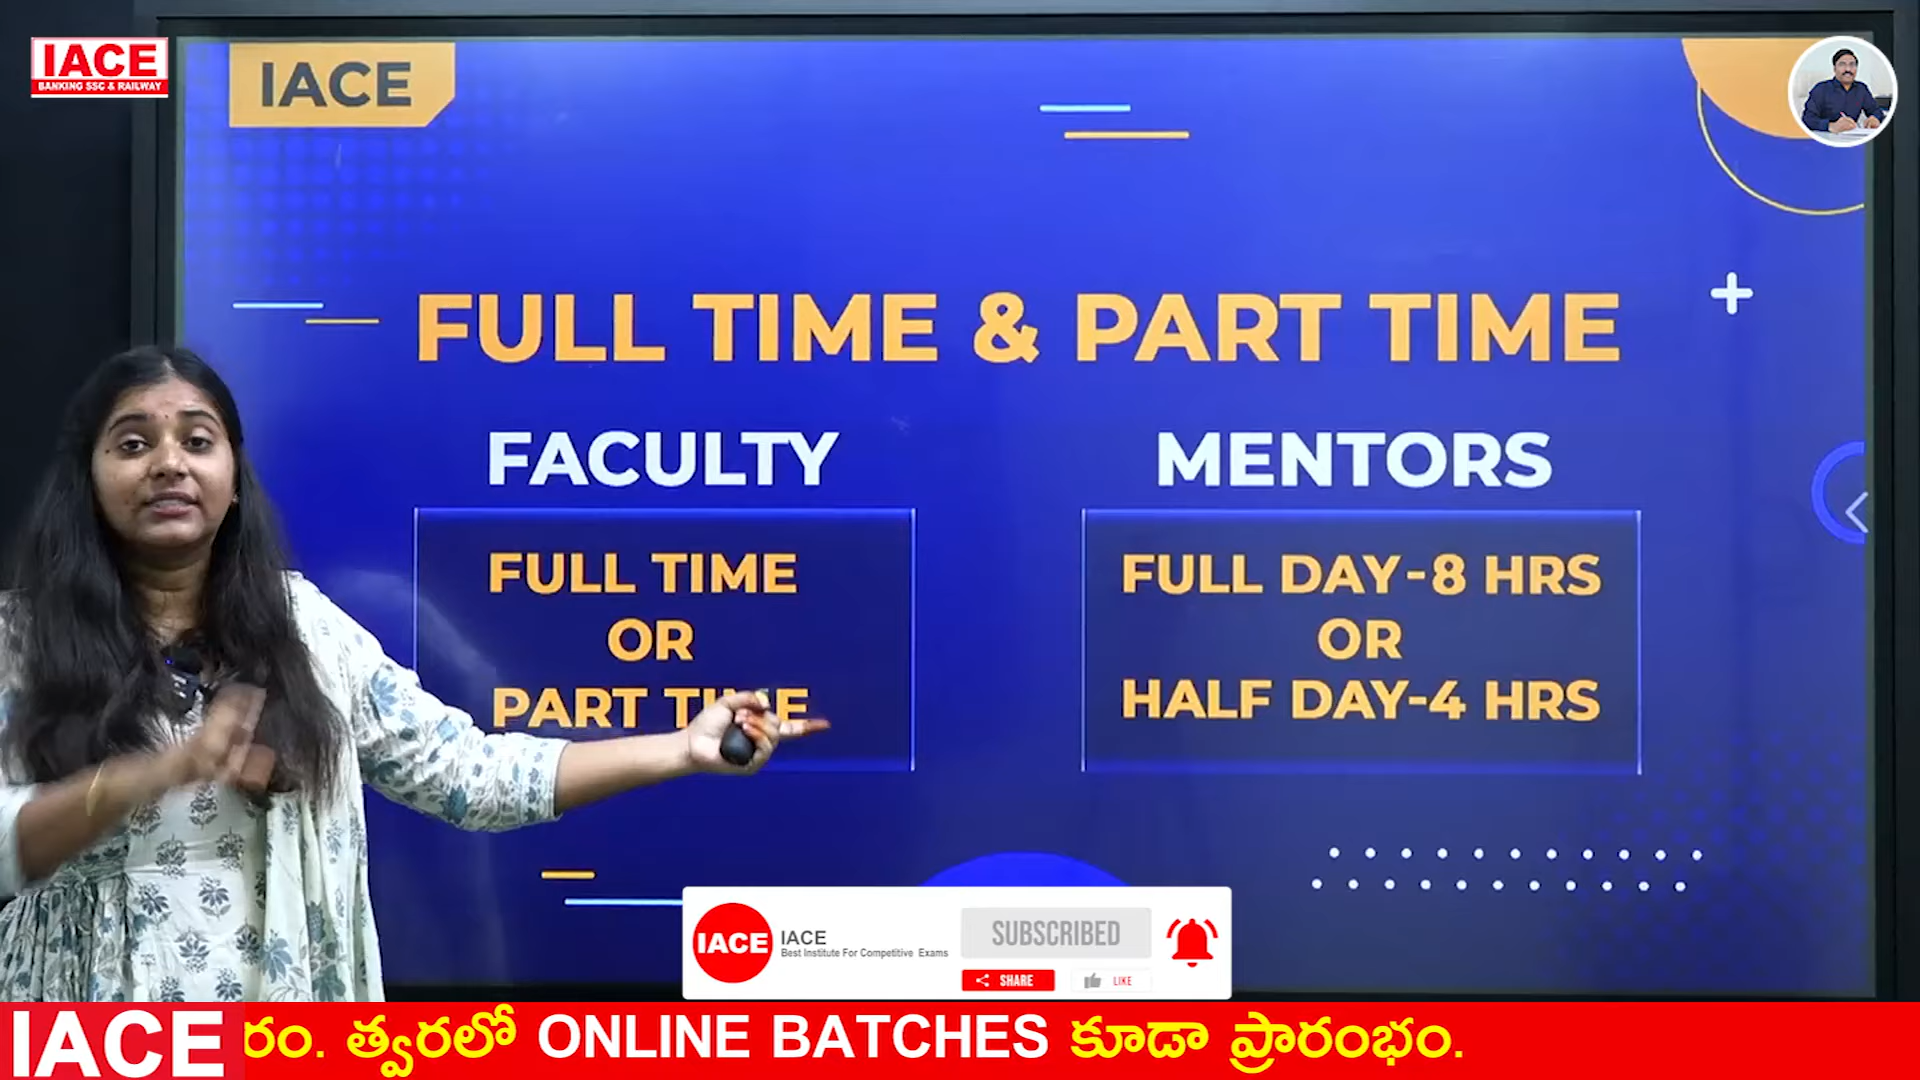 IACE
BANKING SSC & RAILWAY
IACE
FULL TIME & PART TIME
FACULTY
FULL TIME
OR
PART TIME
MENTORS
FULL DAY-8 HRS
OR
HALF DAY-4 HRS
IACE
IACE
Best Institute For Competitive Exams
SUBSCRIBED
SHARE
LIKE
IACE
రం. త్వరలో ONLINE BATCHES కూడా ప్రారంభం.